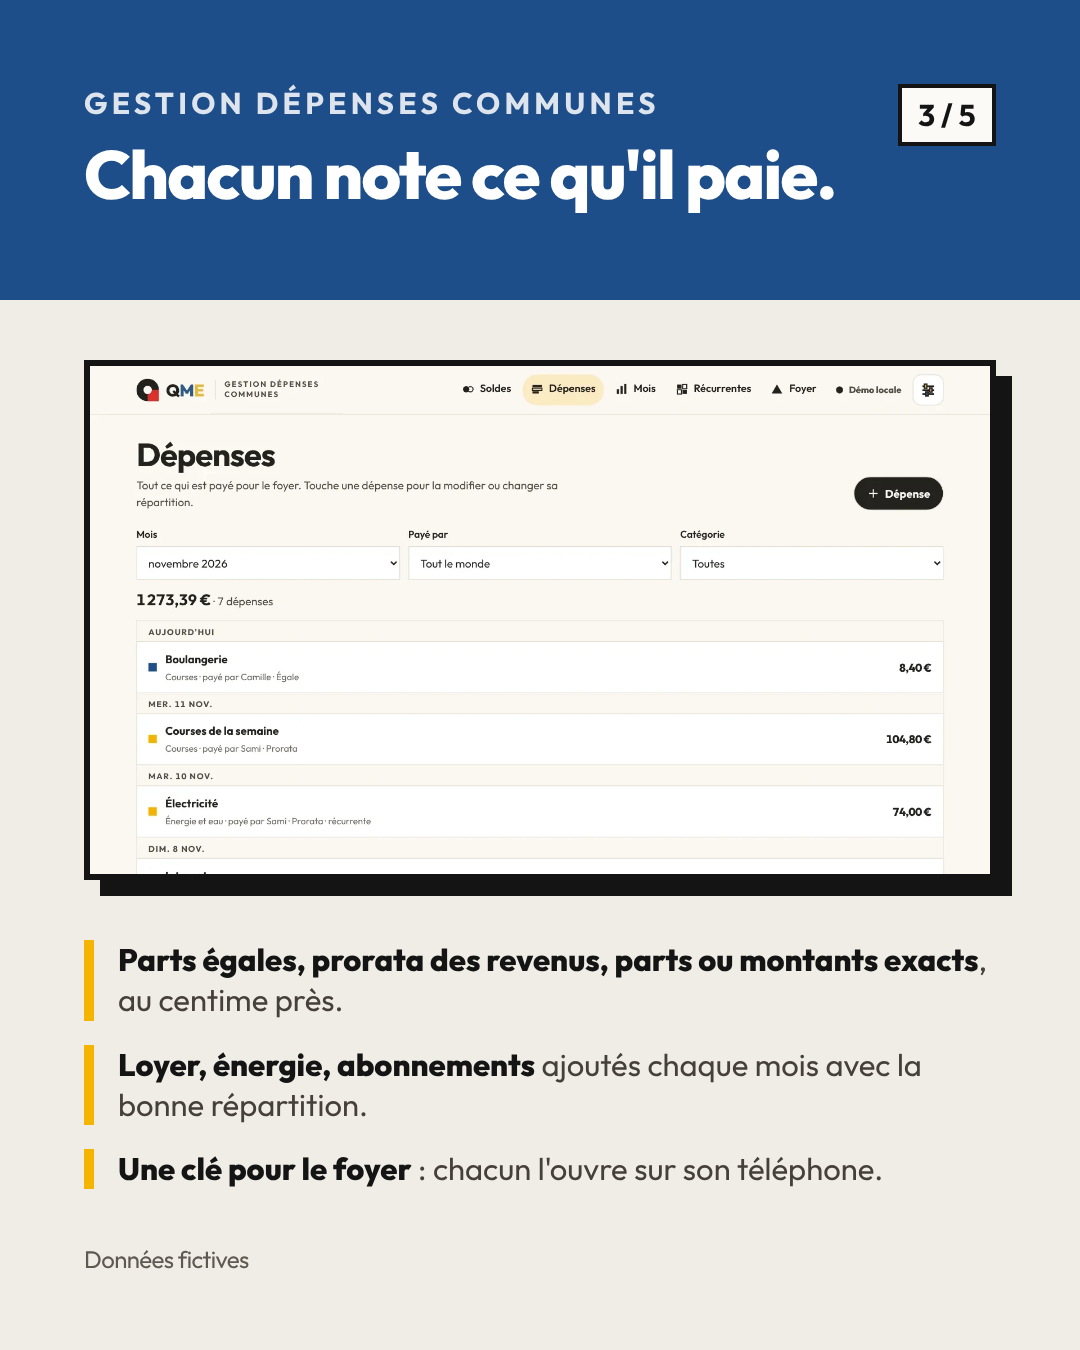 GESTION DÉPENSES COMMUNES
3 / 5
Chacun note ce qu'il paie.
QME
GESTION DÉPENSES
COMMUNES
Soldes
Dépenses
Mois
Récurrentes
Foyer
Démo locale
Dépenses
Tout ce qui est payé pour le foyer. Touche une dépense pour la modifier ou changer sa
répartition.
+ Dépense
Mois
Payé par
Catégorie
novembre 2026
Tout le monde
Toutes
1 273,39 € · 7 dépenses
AUJOURD'HUI
Boulangerie
Courses · payé par Camille · Égale
8,40 €
MER. 11 NOV.
Courses de la semaine
Courses · payé par Sami · Prorata
104,80 €
MAR. 10 NOV.
Électricité
Énergie et eau · payé par Sami · Prorata · récurrente
74,00 €
DIM. 8 NOV.
Parts égales, prorata des revenus, parts ou montants exacts,
au centime près.
Loyer, énergie, abonnements ajoutés chaque mois avec la
bonne répartition.
Une clé pour le foyer : chacun l'ouvre sur son téléphone.
Données fictives